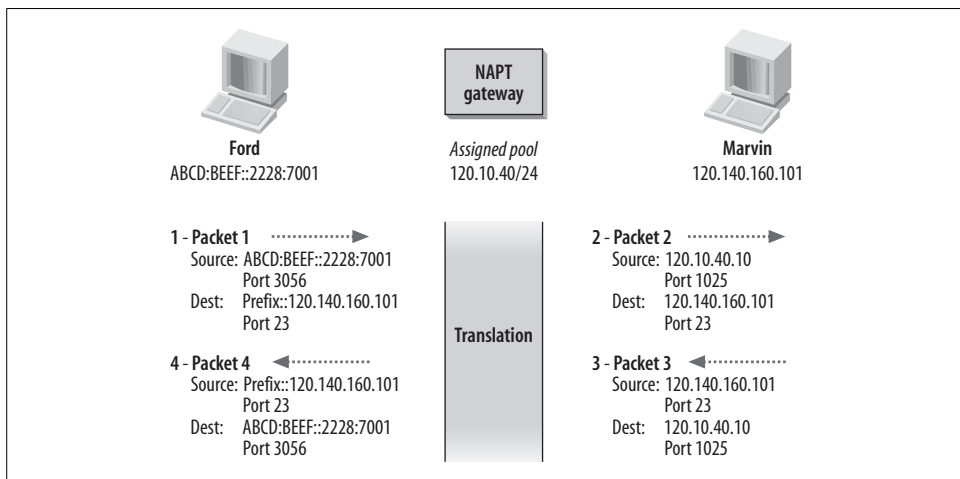 NAPT
gateway
Ford
ABCD:BEEF::2228:7001
Assigned pool
120.10.40/24
Marvin
120.140.160.101
1 - Packet 1
Source: ABCD:BEEF::2228:7001
Port 3056
Dest: Prefix::120.140.160.101
Port 23
4 - Packet 4
Source: Prefix::120.140.160.101
Port 23
Dest: ABCD:BEEF::2228:7001
Port 3056
Translation
2 - Packet 2
Source: 120.10.40.10
Port 1025
Dest: 120.140.160.101
Port 23
3 - Packet 3
Source: 120.140.160.101
Port 23
Dest: 120.10.40.10
Port 1025